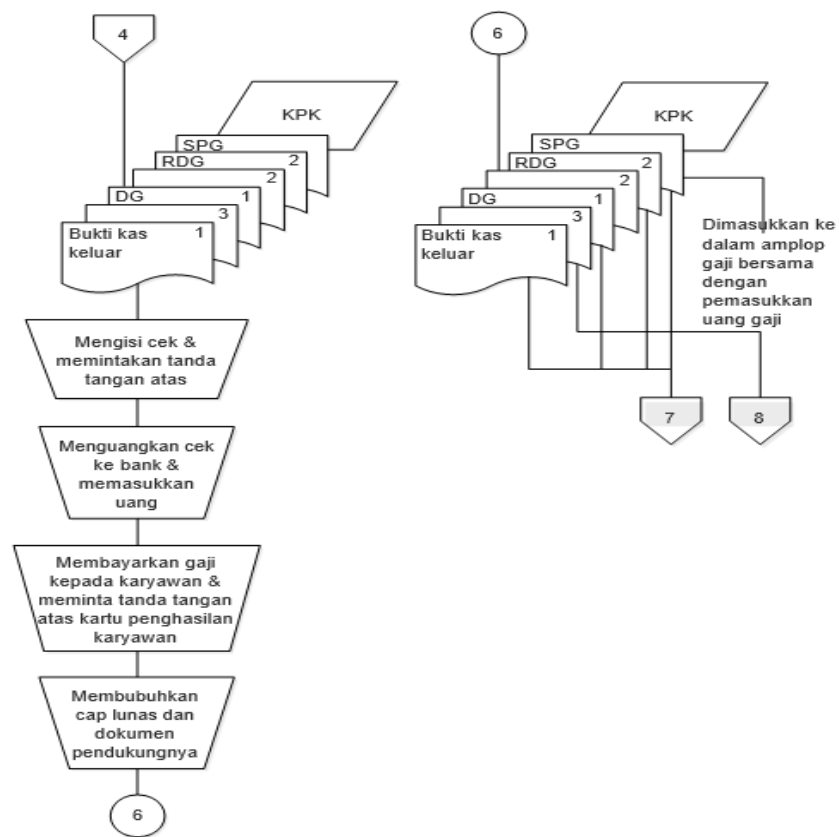 4
KPK
SPG
RDG 2
2
DG 1
3
Bukti kas 1
keluar
Mengisi cek &
memintakan tanda
tangan atas
Menguangkan cek
ke bank &
memasukkan
uang
Membayarkan gaji
kepada karyawan &
meminta tanda tangan
atas kartu penghasilan
karyawan
Membubuhkan
cap lunas dan
dokumen
pendukungnya
6
6
KPK
SPG
RDG 2
2
DG 1
3
Bukti kas 1
keluar
Dimasukkan ke
dalam amplop
gaji bersama
dengan
pemasukkan
uang gaji
7
8